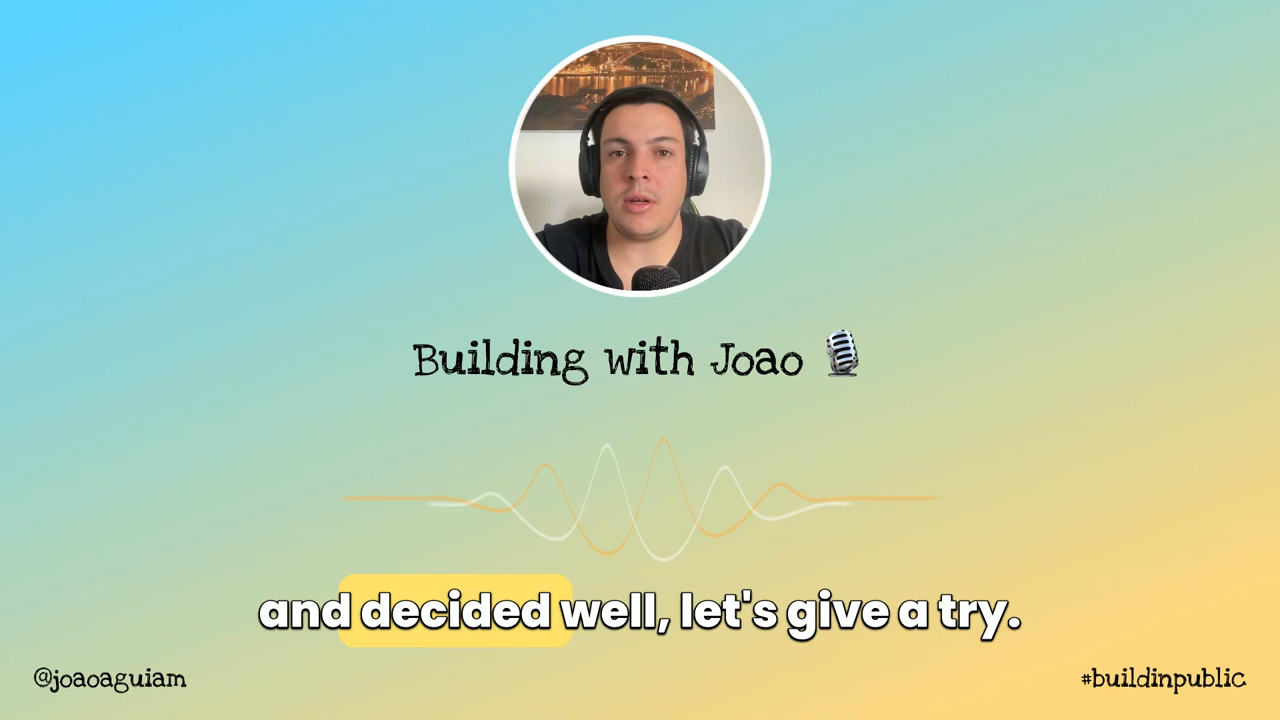 Building with Joao 🎙️
and decided well, let's give a try.
@joaoaguiam
#buildinpublic